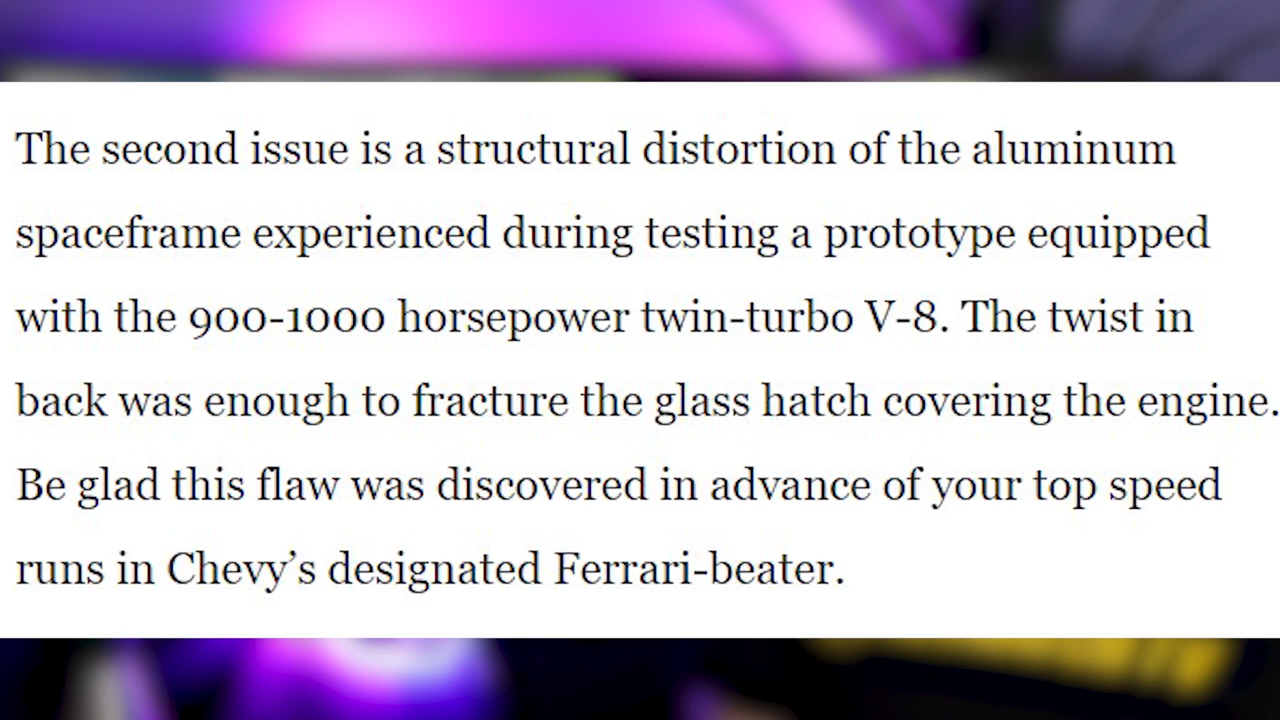 The second issue is a structural distortion of the aluminum
spaceframe experienced during testing a prototype equipped
with the 900-1000 horsepower twin-turbo V-8. The twist in
back was enough to fracture the glass hatch covering the engine.
Be glad this flaw was discovered in advance of your top speed
runs in Chevy’s designated Ferrari-beater.